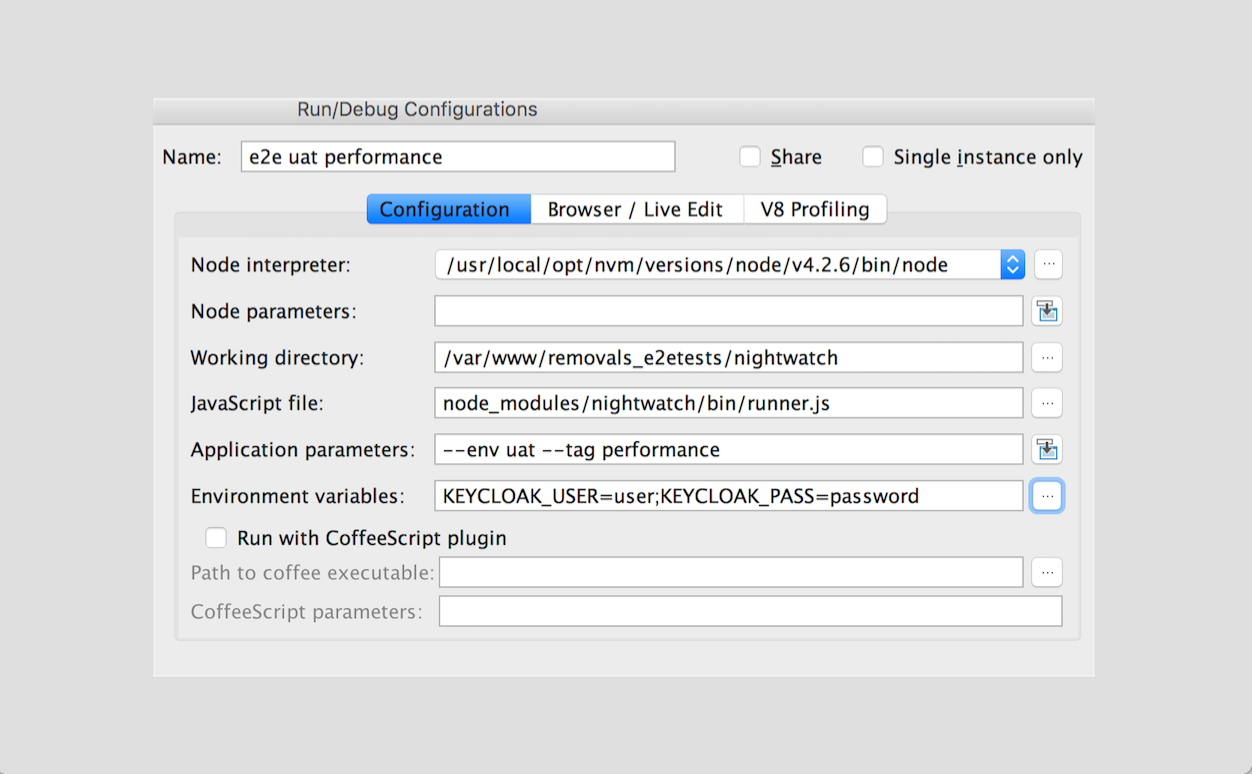 Run/Debug Configurations
Name: e2e uat performance Share Single instance only
Configuration Browser / Live Edit V8 Profiling
Node interpreter: /usr/local/opt/nvm/versions/node/v4.2.6/bin/node ...
Node parameters:
Working directory: /var/www/removals_e2etests/nightwatch ...
JavaScript file: node_modules/nightwatch/bin/runner.js ...
Application parameters: --env uat --tag performance
Environment variables: KEYCLOAK_USER=user;KEYCLOAK_PASS=password ...
Run with CoffeeScript plugin
Path to coffee executable: ...
CoffeeScript parameters: